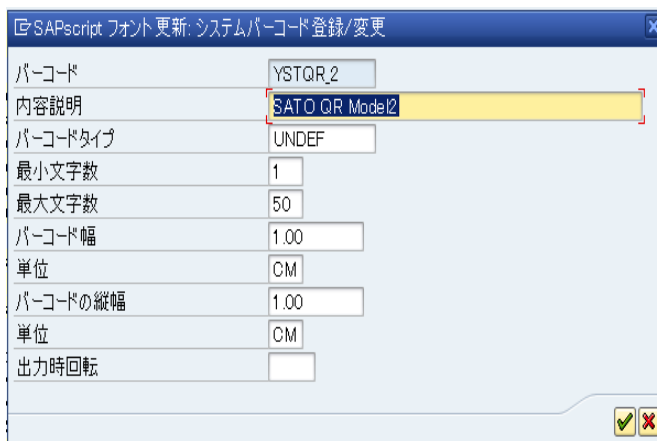 SAPscript フォント更新: システムバーコード登録/変更
バーコード YSTQR_2
内容説明 SATO QR Model2
バーコードタイプ UNDEF
最小文字数 1
最大文字数 50
バーコード幅 1.00
単位 CM
バーコードの縦幅 1.00
単位 CM
出力時回転